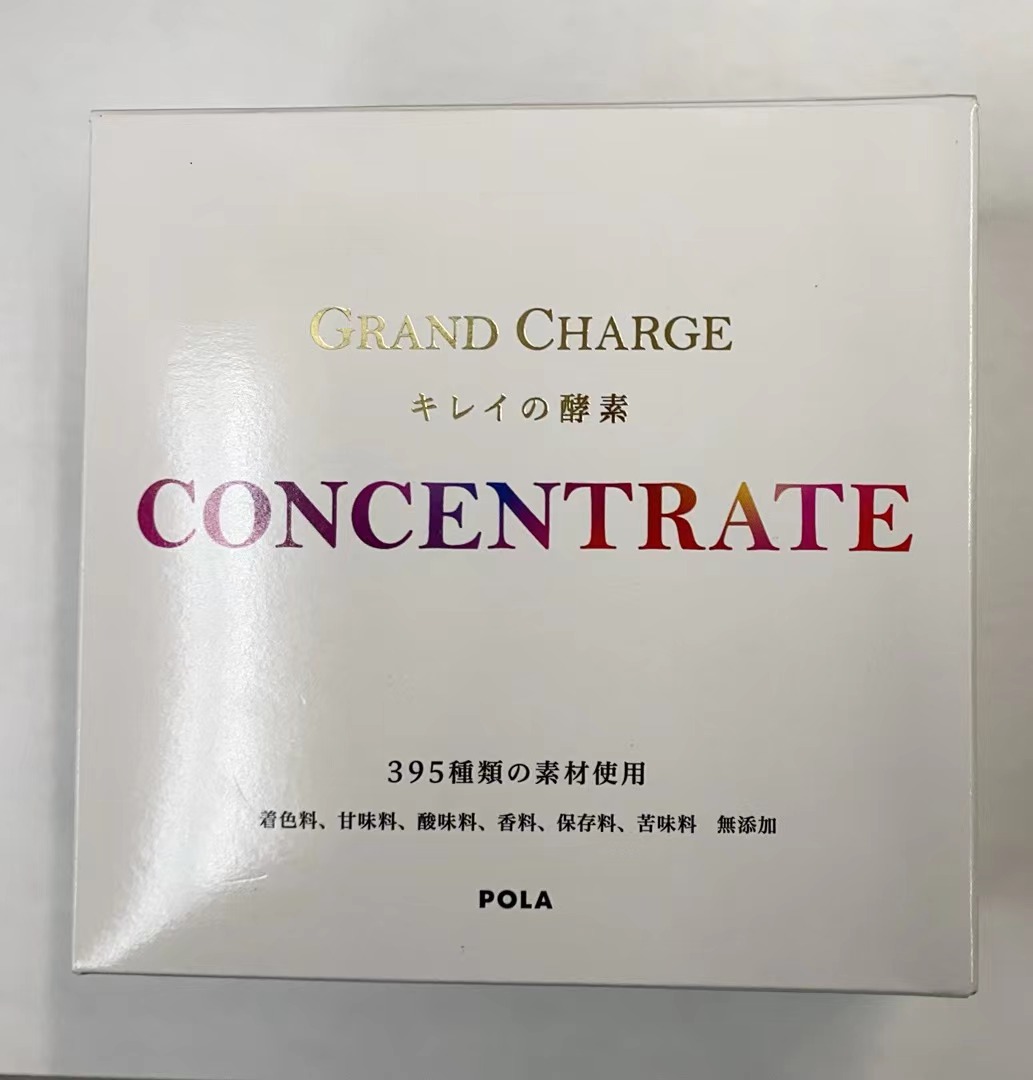 GRAND CHARGE
キレイの酵素
CONCENTRATE
395種類の素材使用
着色料、甘味料、酸味料、香料、保存料、苦味料　無添加
POLA